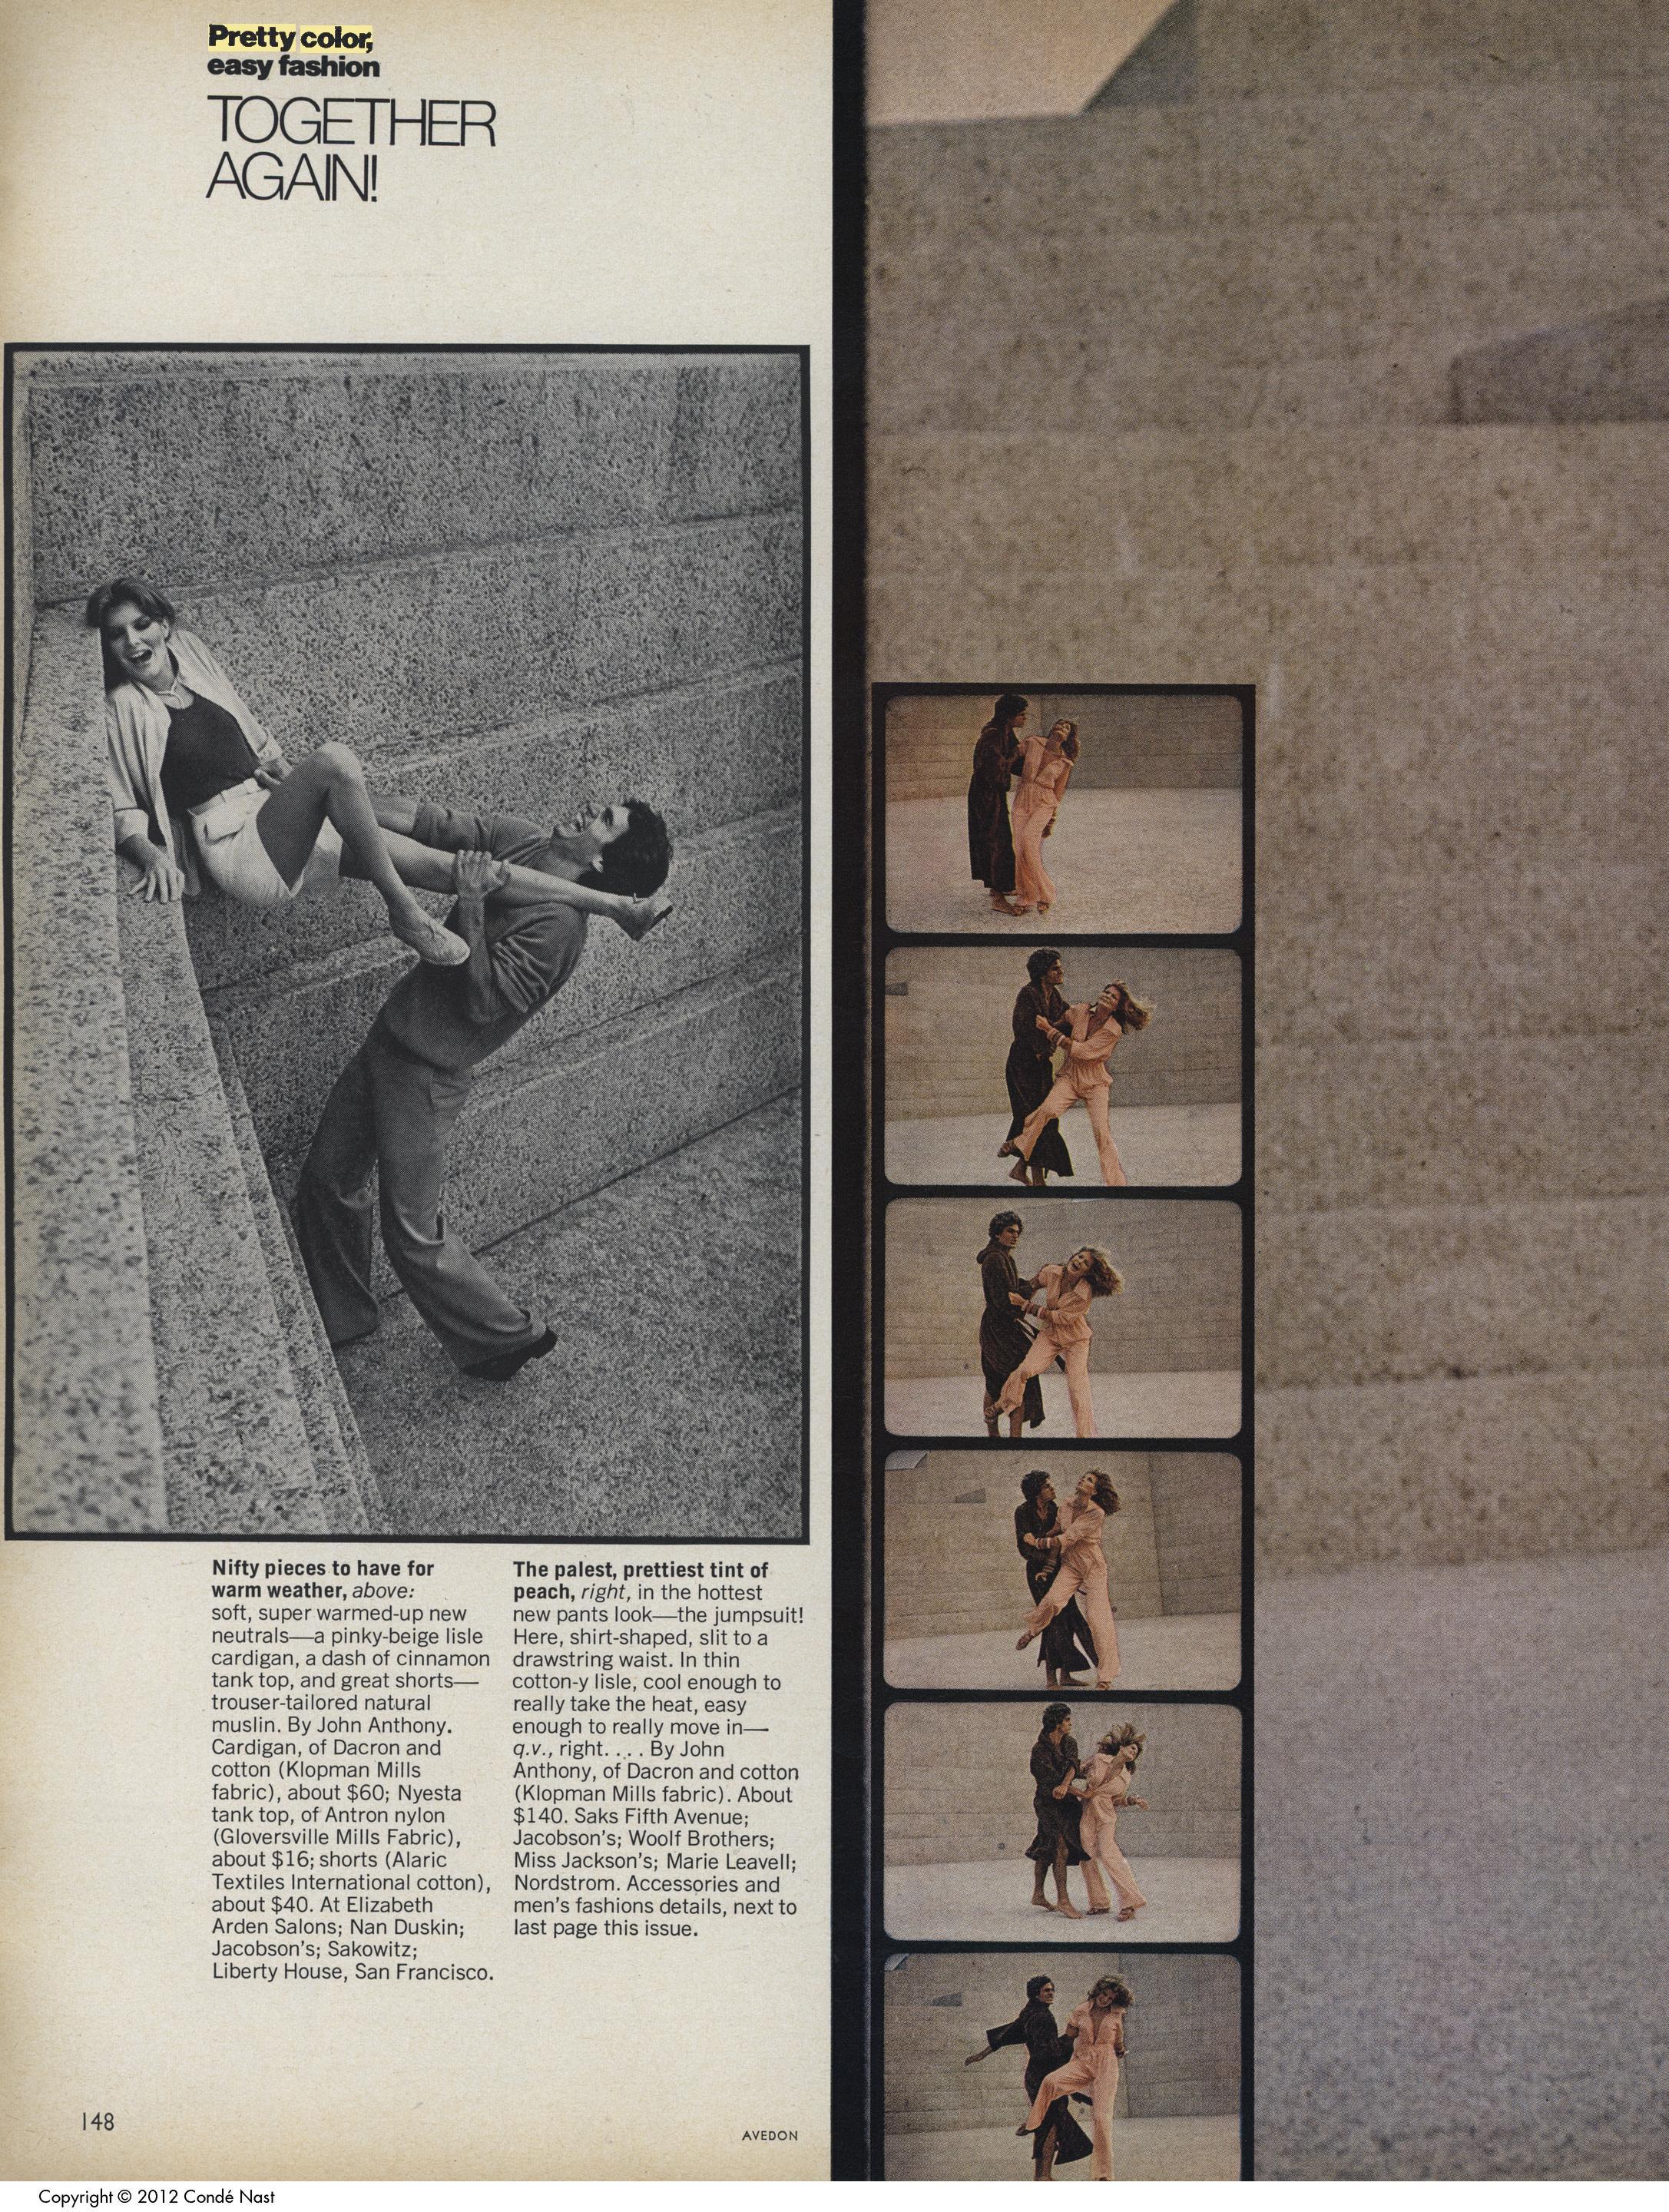 Pretty color,
easy fashion
TOGETHER
AGAIN!
Nifty pieces to have for
warm weather, above:
soft, super warmed-up new
neutrals—a pinky-beige lisle
cardigan, a dash of cinnamon
tank top, and great shorts—
trouser-tailored natural
muslin. By John Anthony.
Cardigan, of Dacron and
cotton (Klopman Mills
fabric), about $60; Nyesta
tank top, of Antron nylon
(Gloversville Mills Fabric),
about $16; shorts (Alaric
Textiles International cotton),
about $40. At Elizabeth
Arden Salons; Nan Duskin;
Jacobson's; Sakowitz;
Liberty House, San Francisco.
The palest, prettiest tint of
peach, right, in the hottest
new pants look—the jumpsuit!
Here, shirt-shaped, slit to a
drawstring waist. In thin
cotton-y lisle, cool enough to
really take the heat, easy
enough to really move in—
q.v., right. . . . By John
Anthony, of Dacron and cotton
(Klopman Mills fabric). About
$140. Saks Fifth Avenue;
Jacobson's; Woolf Brothers;
Miss Jackson's; Marie Leavell;
Nordstrom. Accessories and
men's fashions details, next to
last page this issue.
148
AVEDON
Copyright © 2012 Condé Nast